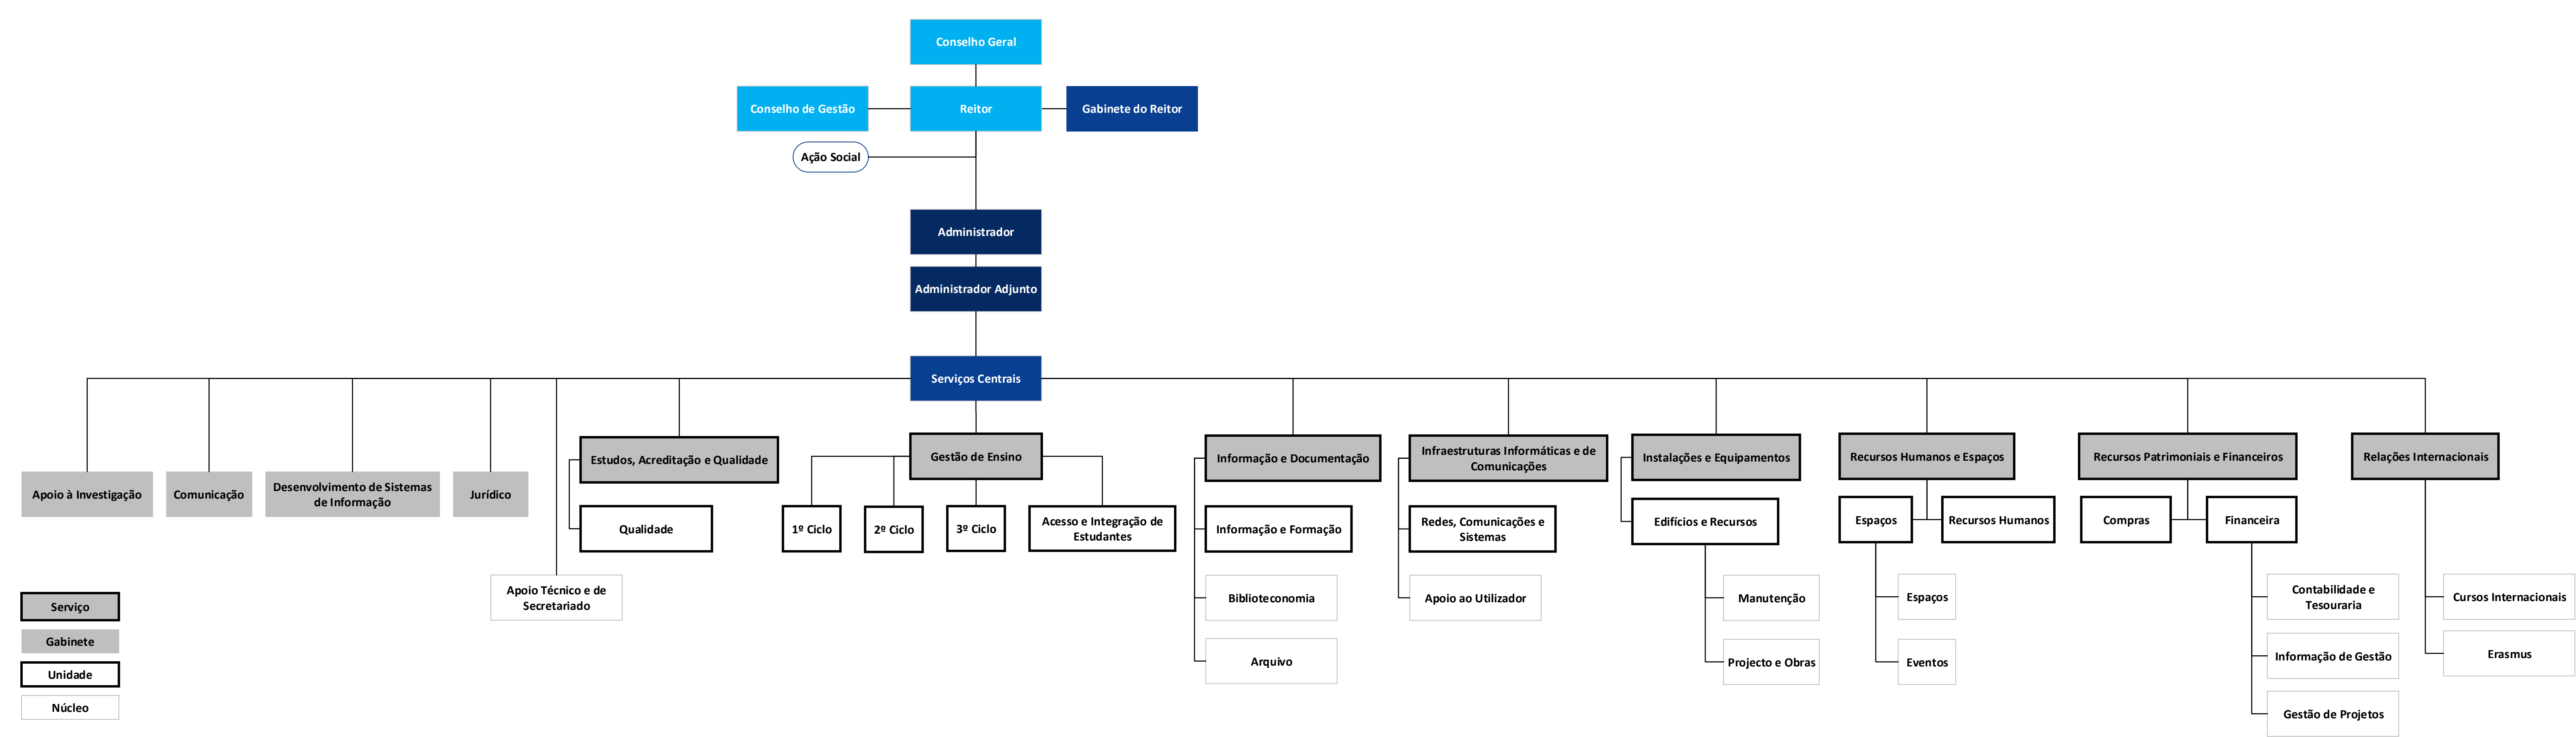 Conselho Geral
Conselho de Gestão
Reitor
Gabinete do Reitor
Ação Social
Administrador
Administrador Adjunto
Serviços Centrais
Apoio à Investigação
Comunicação
Desenvolvimento de Sistemas
de Informação
Jurídico
Apoio Técnico e de
Secretariado
Estudos, Acreditação e Qualidade
Qualidade
Gestão de Ensino
1º Ciclo
2º Ciclo
3º Ciclo
Acesso e Integração de
Estudantes
Informação e Documentação
Informação e Formação
Biblioteconomia
Arquivo
Infraestruturas Informáticas e de
Comunicações
Redes, Comunicações e
Sistemas
Apoio ao Utilizador
Instalações e Equipamentos
Edifícios e Recursos
Manutenção
Projecto e Obras
Recursos Humanos e Espaços
Espaços
Recursos Humanos
Espaços
Eventos
Recursos Patrimoniais e Financeiros
Compras
Financeira
Contabilidade e
Tesouraria
Informação de Gestão
Gestão de Projetos
Relações Internacionais
Cursos Internacionais
Erasmus
Serviço
Gabinete
Unidade
Núcleo